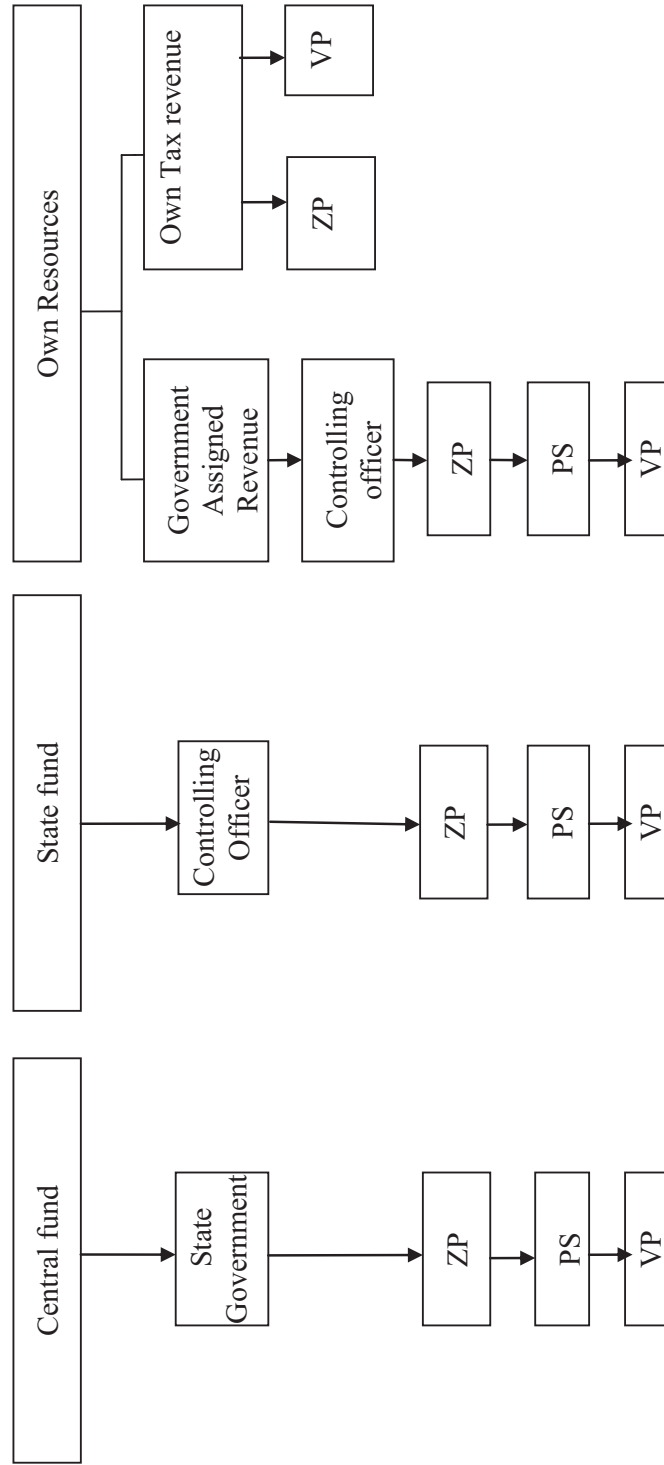 Central fund
State
Government
ZP
PS
VP
State fund
Controlling
Officer
ZP
PS
VP
Own Resources
Government
Assigned
Revenue
Controlling
officer
ZP
PS
VP
Own Tax revenue
ZP
VP